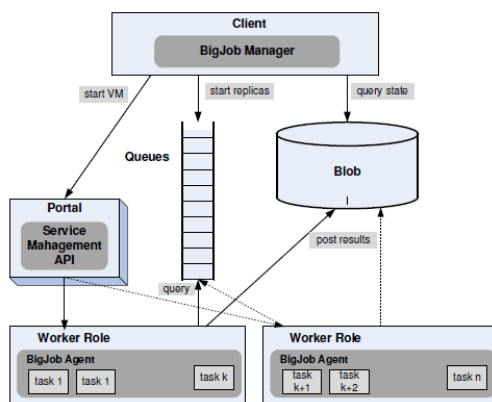 Client
BigJob Manager
start VM
start replicas
query state
Queues
Blob
Portal
Service
Management
API
post results
query
Worker Role
BigJob Agent
task 1
task 1
task k
Worker Role
BigJob Agent
task
k+1
task
k+2
task n